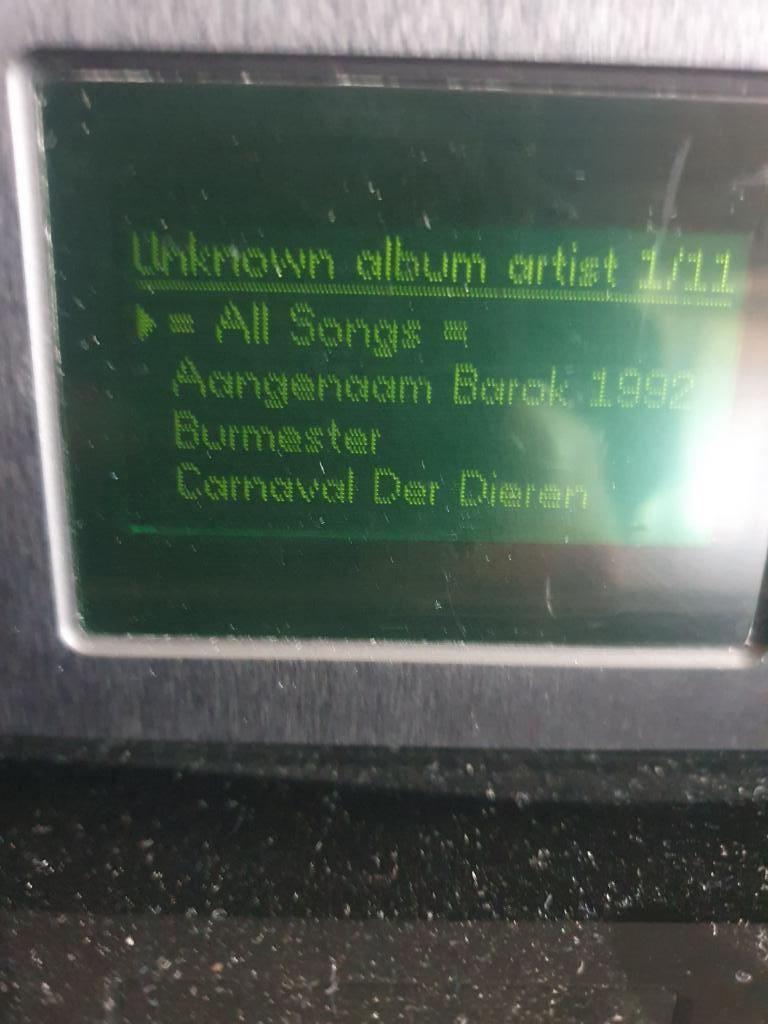 Unknown album artist 1/11
= All Songs =
Aangenaam Barok 1992
Burmester
Carnaval Der Dieren